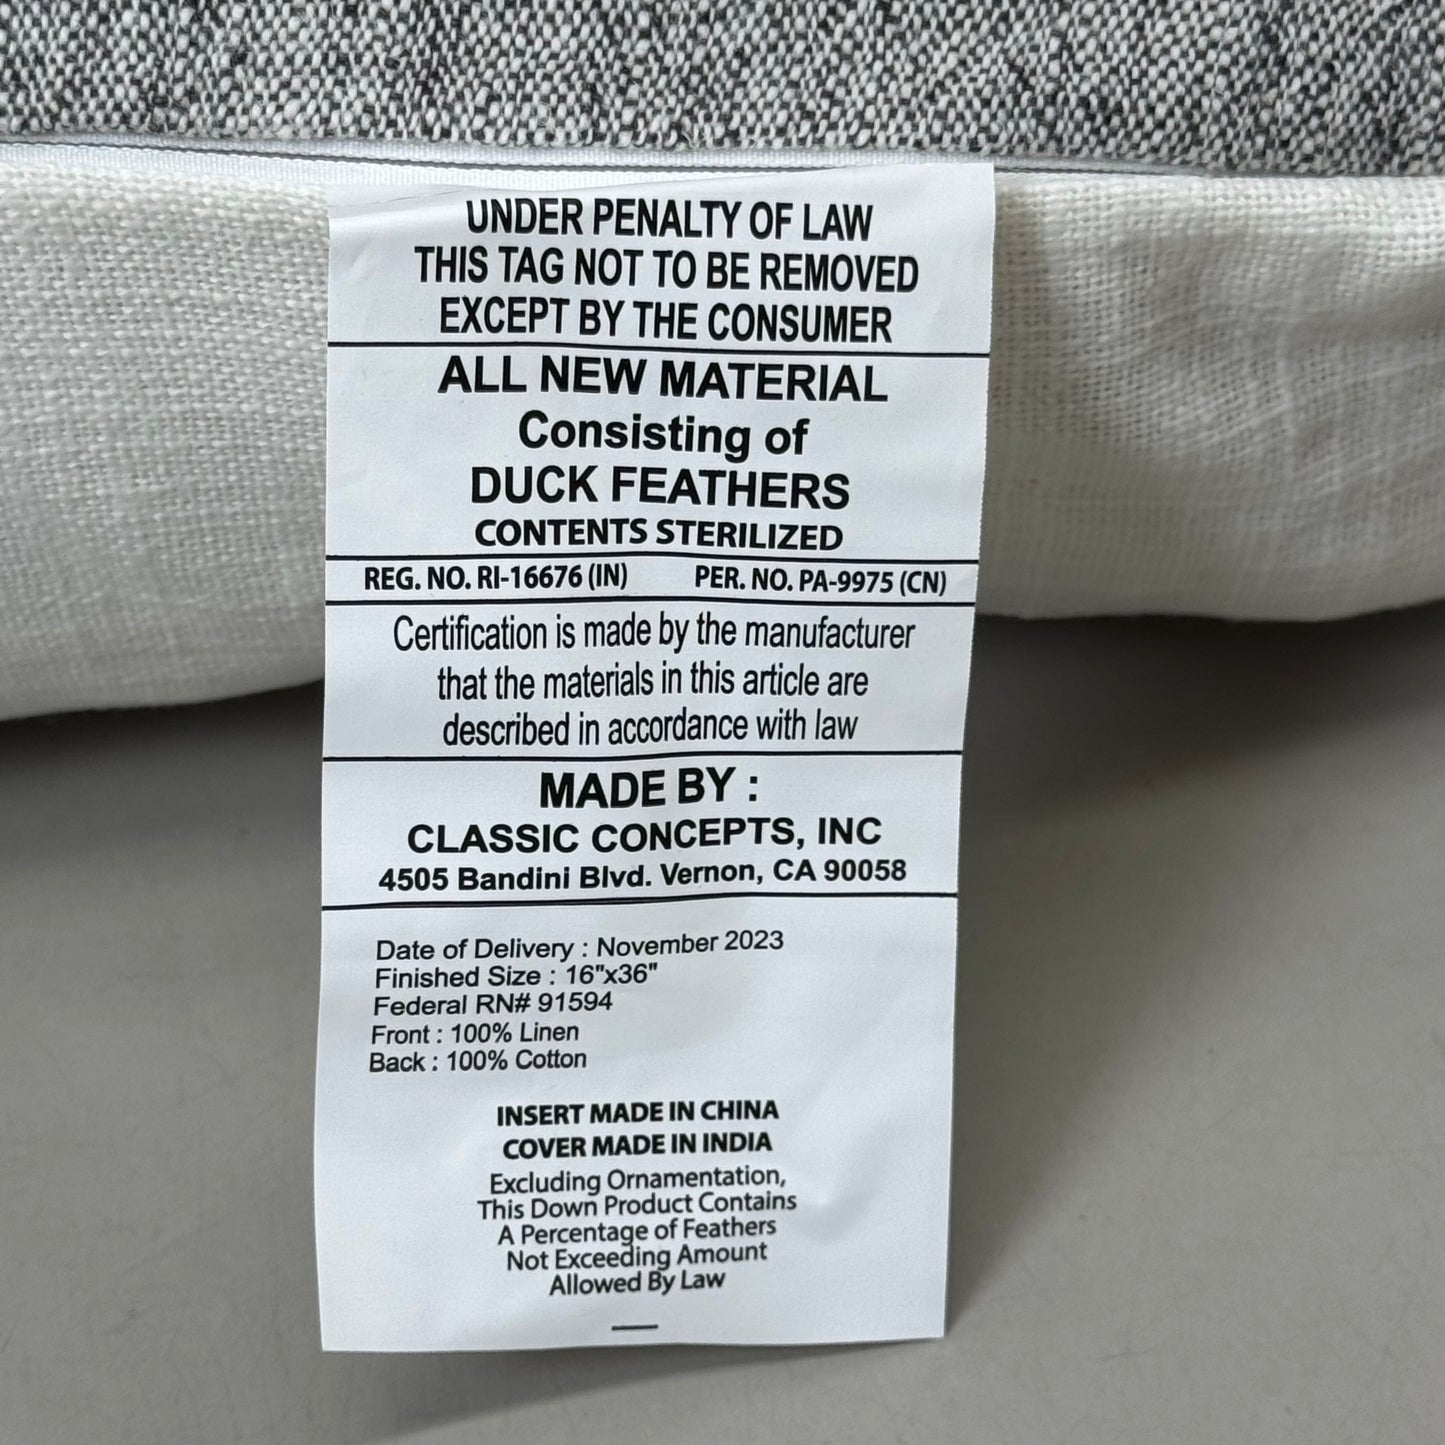 UNDER PENALTY OF LAW
THIS TAG NOT TO BE REMOVED
EXCEPT BY THE CONSUMER
ALL NEW MATERIAL
Consisting of
DUCK FEATHERS
CONTENTS STERILIZED
REG. NO. RI-16676 (IN) PER. NO. PA-9975 (CN)
Certification is made by the manufacturer
that the materials in this article are
described in accordance with law
MADE BY :
CLASSIC CONCEPTS, INC
4505 Bandini Blvd. Vernon, CA 90058
Date of Delivery : November 2023
Finished Size : 16"x36"
Federal RN# 91594
Front : 100% Linen
Back : 100% Cotton
INSERT MADE IN CHINA
COVER MADE IN INDIA
Excluding Ornamentation,
This Down Product Contains
A Percentage of Feathers
Not Exceeding Amount
Allowed By Law